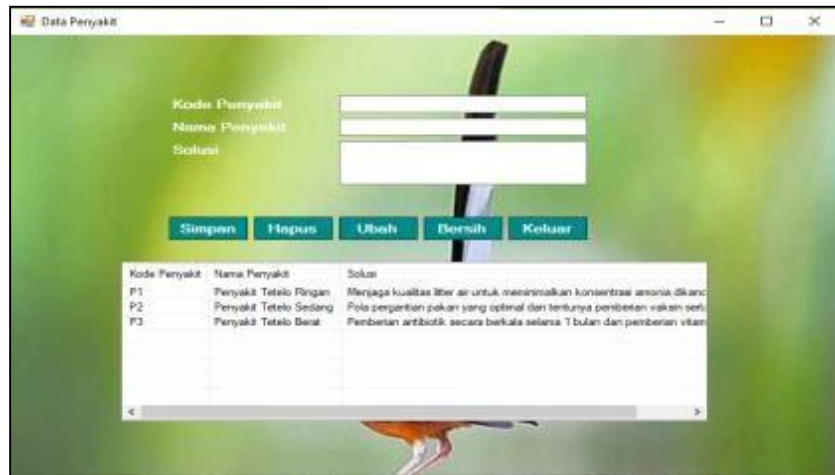 Data Penyakit
Kode Penyakit
Nama Penyakit
Solusi
Simpan Hapus Ubah Bersih Keluar
Kode Penyakit Nama Penyakit Solusi
P1 Penyakit Tetelo Ringan Menjaga kualitas litter air untuk meminimalkan konsentrasi amonia dikand
P2 Penyakit Tetelo Sedang Pola pergantian pakan yang optimal dan tentunya pemberian vaksin serta
P3 Penyakit Tetelo Berat Pemberian antibiotik secara berkala selama 1 bulan dan pemberian vitam